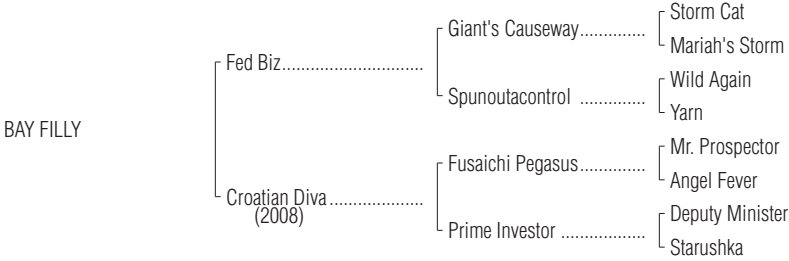 BAY FILLY
Fed Biz..............................
Croatian Diva....................
(2008)
Giant's Causeway..............
Spunoutacontrol ..............
Fusaichi Pegasus..............
Prime Investor ..................
Storm Cat
Mariah's Storm
Wild Again
Yarn
Mr. Prospector
Angel Fever
Deputy Minister
Starushka